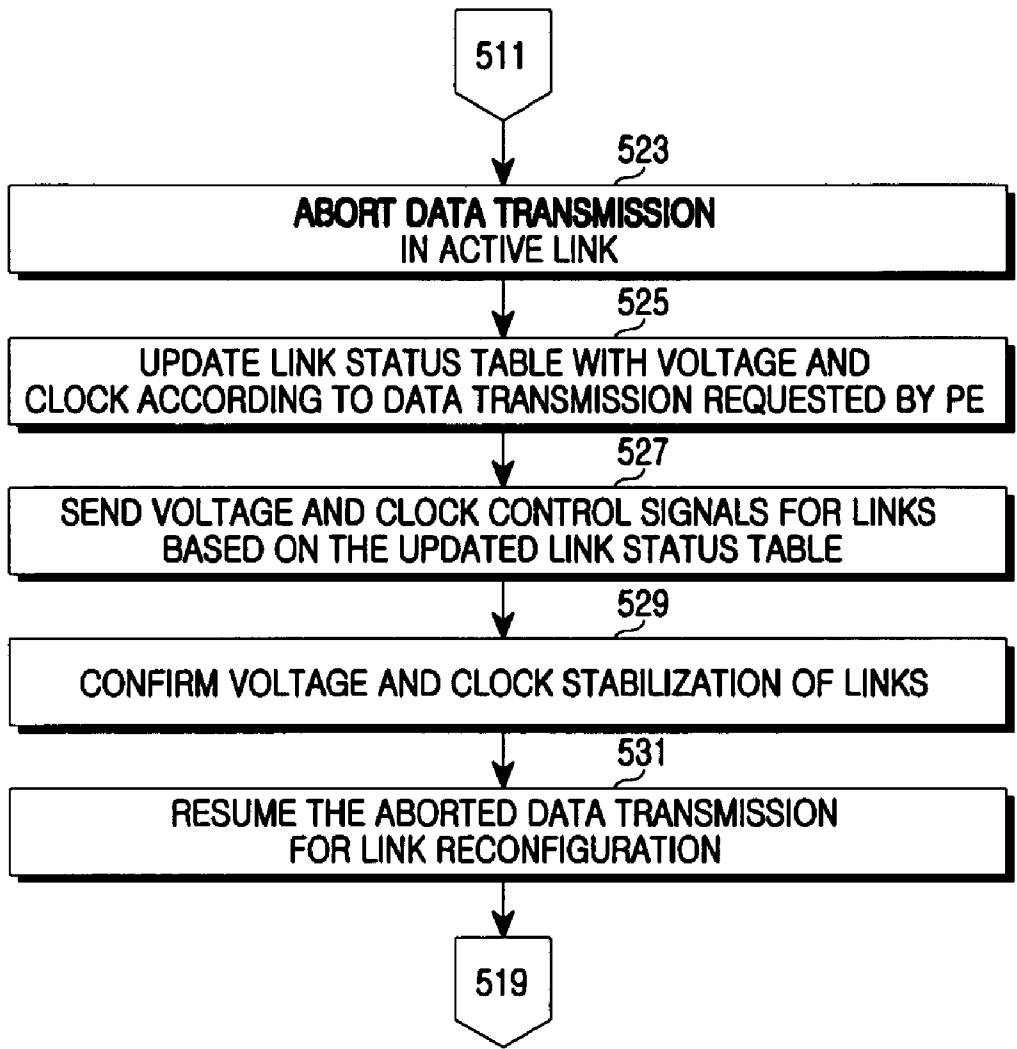 511
523
ABORT DATA TRANSMISSION
IN ACTIVE LINK
525
UPDATE LINK STATUS TABLE WITH VOLTAGE AND
CLOCK ACCORDING TO DATA TRANSMISSION REQUESTED BY PE
527
SEND VOLTAGE AND CLOCK CONTROL SIGNALS FOR LINKS
BASED ON THE UPDATED LINK STATUS TABLE
529
CONFIRM VOLTAGE AND CLOCK STABILIZATION OF LINKS
531
RESUME THE ABORTED DATA TRANSMISSION
FOR LINK RECONFIGURATION
519